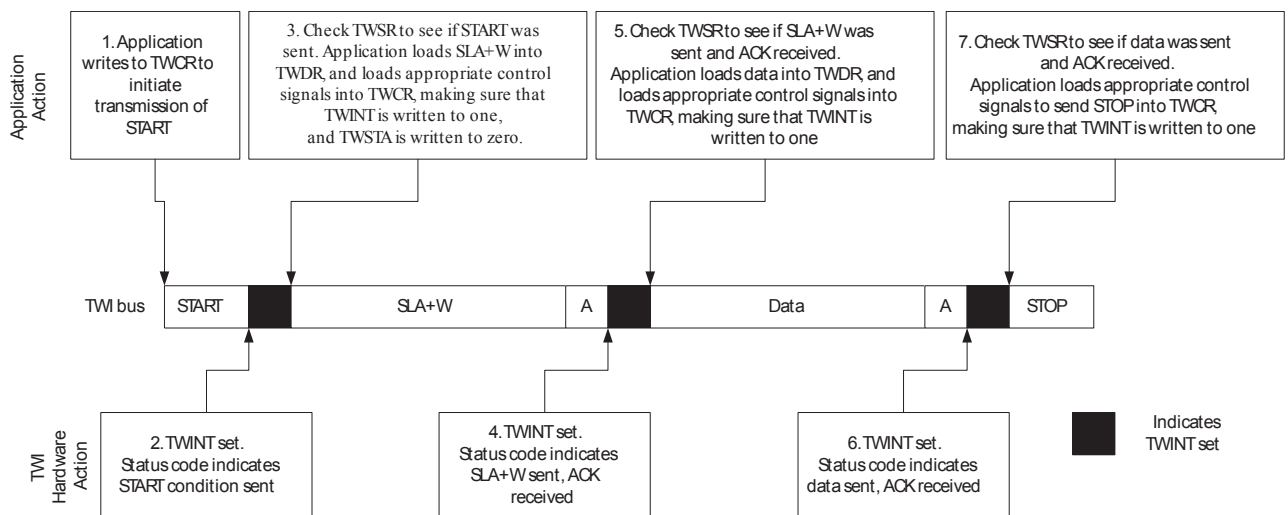 Application
Action
1. Application
writes to TWCR to
initiate
transmission of
START
3. Check TWSR to see if START was
sent. Application loads SLA+W into
TWDR, and loads appropriate control
signals into TWCR, making sure that
TWINT is written to one,
and TWSTA is written to zero.
5. Check TWSR to see if SLA+W was
sent and ACK received.
Application loads data into TWDR, and
loads appropriate control signals into
TWCR, making sure that TWINT is
written to one
7. Check TWSR to see if data was sent
and ACK received.
Application loads appropriate control
signals to send STOP into TWCR,
making sure that TWINT is written to one
TWI bus
START
SLA+W
A
Data
A
STOP
TWI
Hardware
Action
2. TWINT set.
Status code indicates
START condition sent
4. TWINT set.
Status code indicates
SLA+W sent, ACK
received
6. TWINT set.
Status code indicates
data sent, ACK received
Indicates
TWINT set